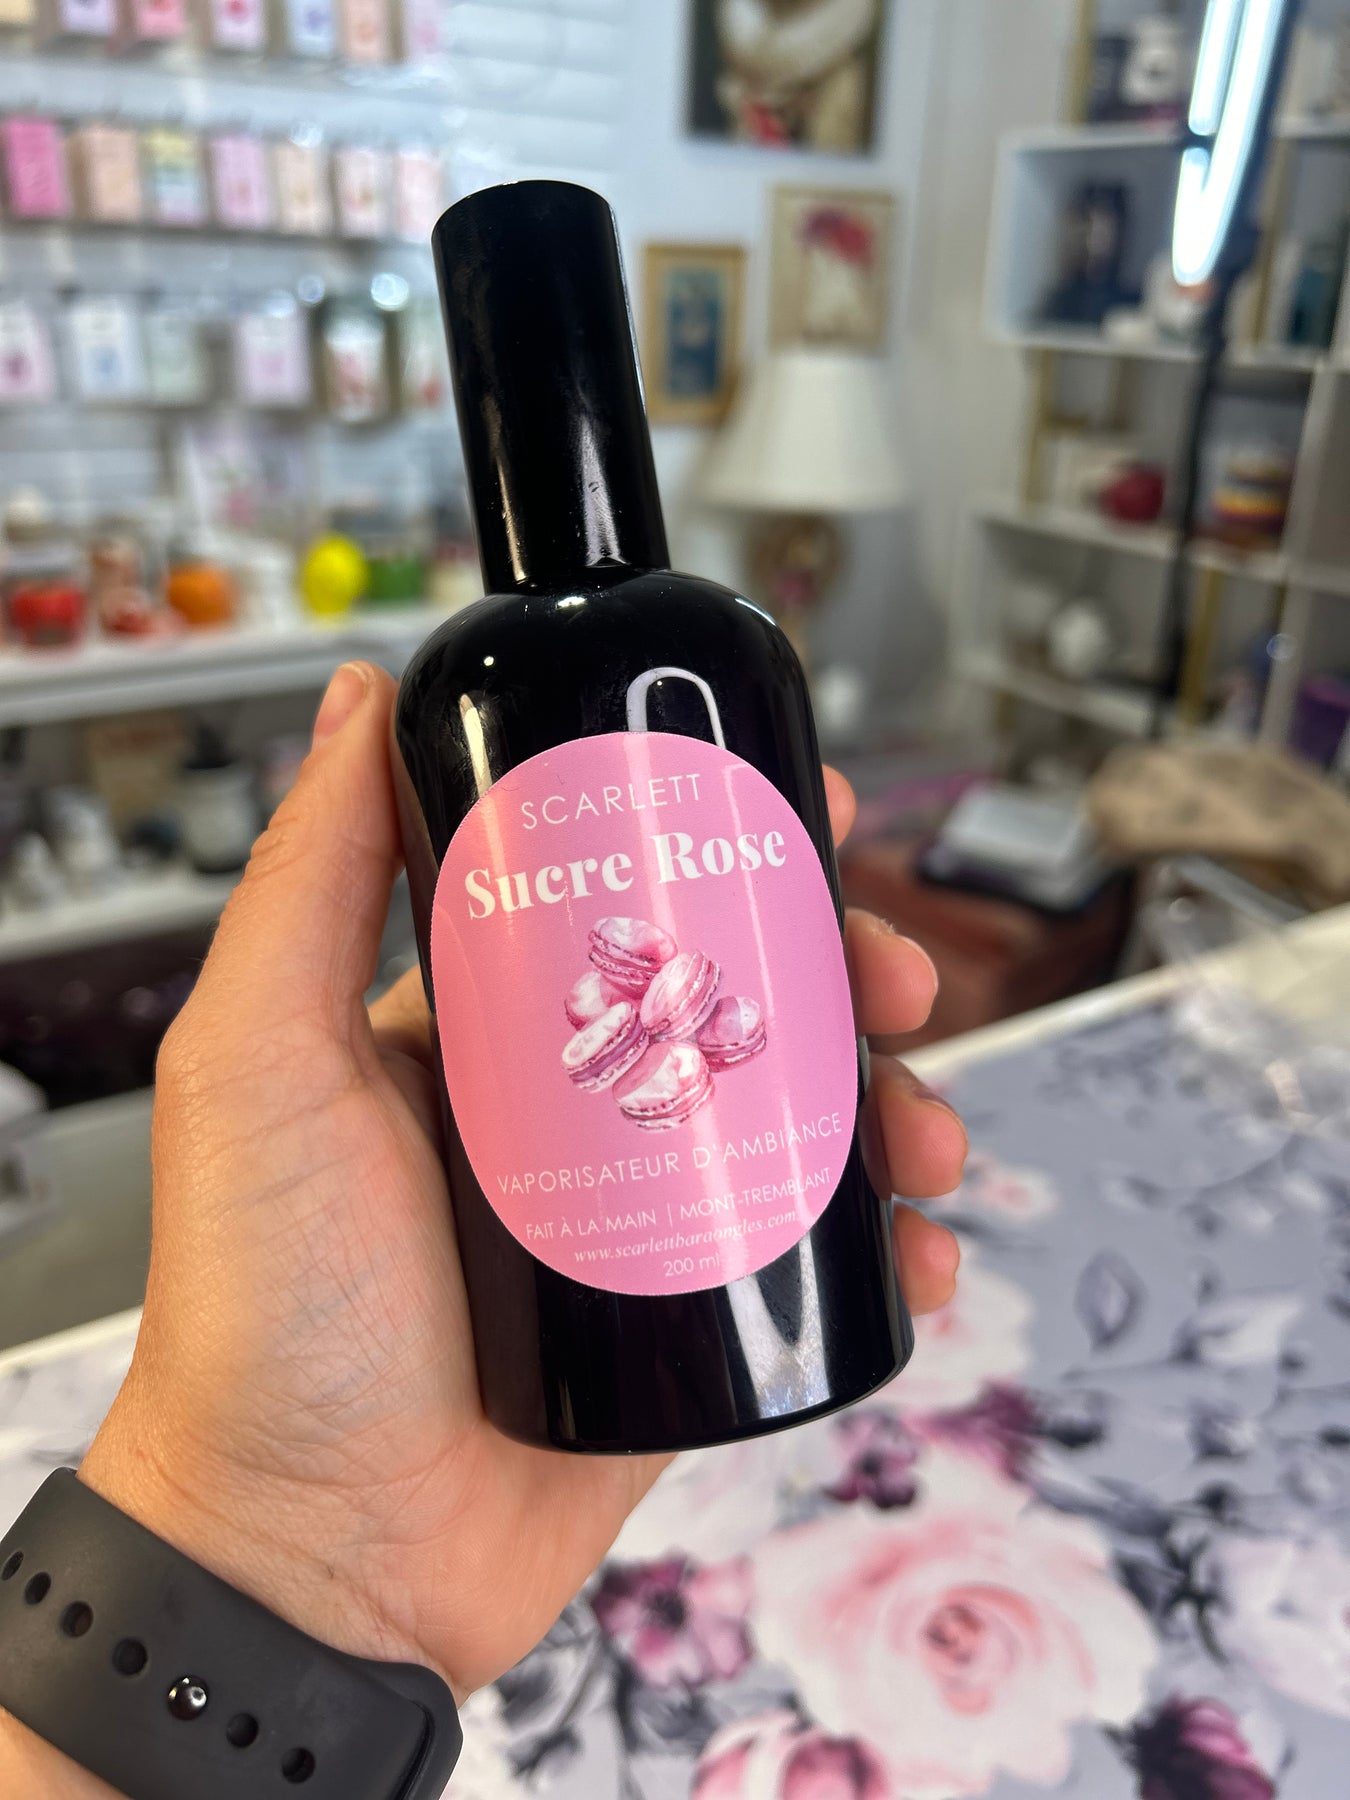 SCARLETT
Sucre Rose
VAPORISATEUR D'AMBIANCE
FAIT À LA MAIN | MONT-TREMBLANT
www.scarlettbaraongles.com
200 ml